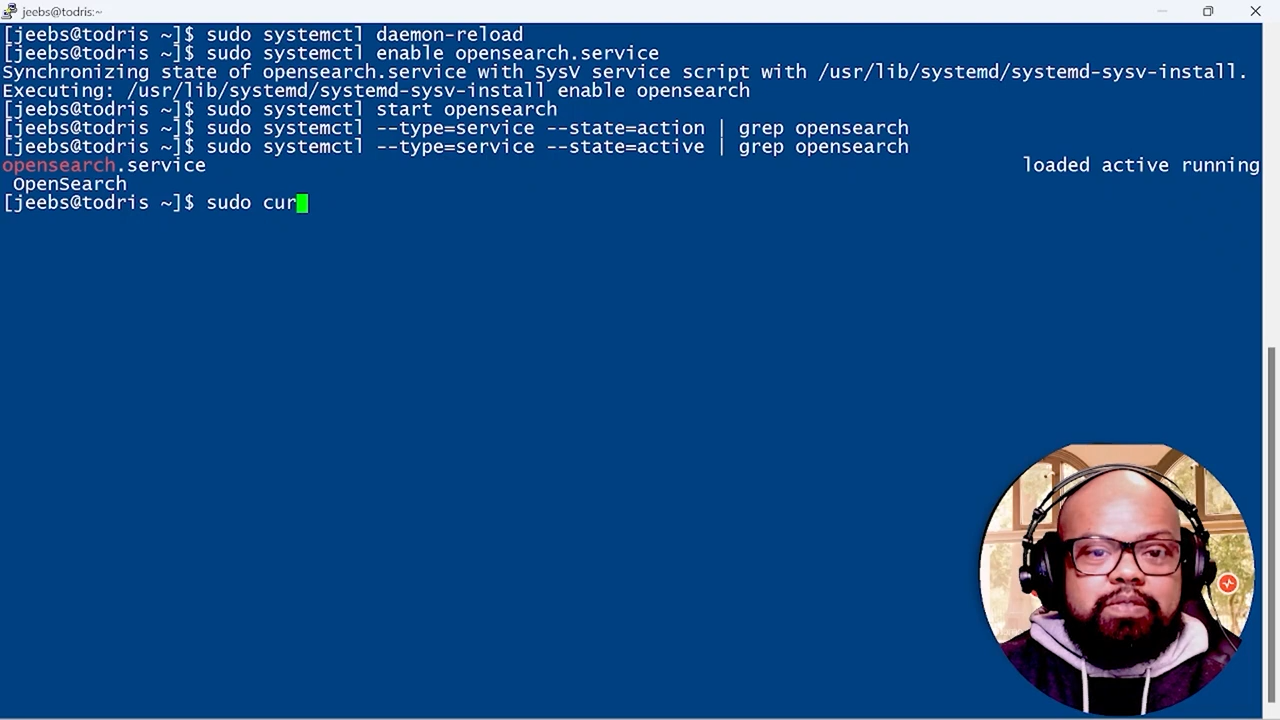 jeebs@todris:~
[jeebs@todris ~]$ sudo systemctl daemon-reload
[jeebs@todris ~]$ sudo systemctl enable opensearch.service
Synchronizing state of opensearch.service with SysV service script with /usr/lib/systemd/systemd-sysv-install.
Executing: /usr/lib/systemd/systemd-sysv-install enable opensearch
[jeebs@todris ~]$ sudo systemctl start opensearch
[jeebs@todris ~]$ sudo systemctl --type=service --state=action | grep opensearch
[jeebs@todris ~]$ sudo systemctl --type=service --state=active | grep opensearch
opensearch.service loaded active running
OpenSearch
[jeebs@todris ~]$ sudo cur